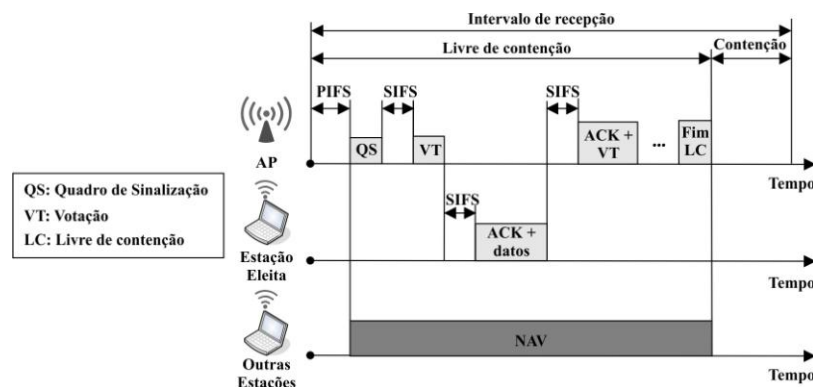 Intervalo de recepção
Livre de contenção
Contenção
PIFS
SIFS
SIFS
QS
VT
ACK +
VT
...
Fim
LC
AP
Tempo
QS: Quadro de Sinalização
VT: Votação
LC: Livre de contenção
SIFS
ACK +
datos
Estação
Eleita
Tempo
NAV
Outras
Estações
Tempo